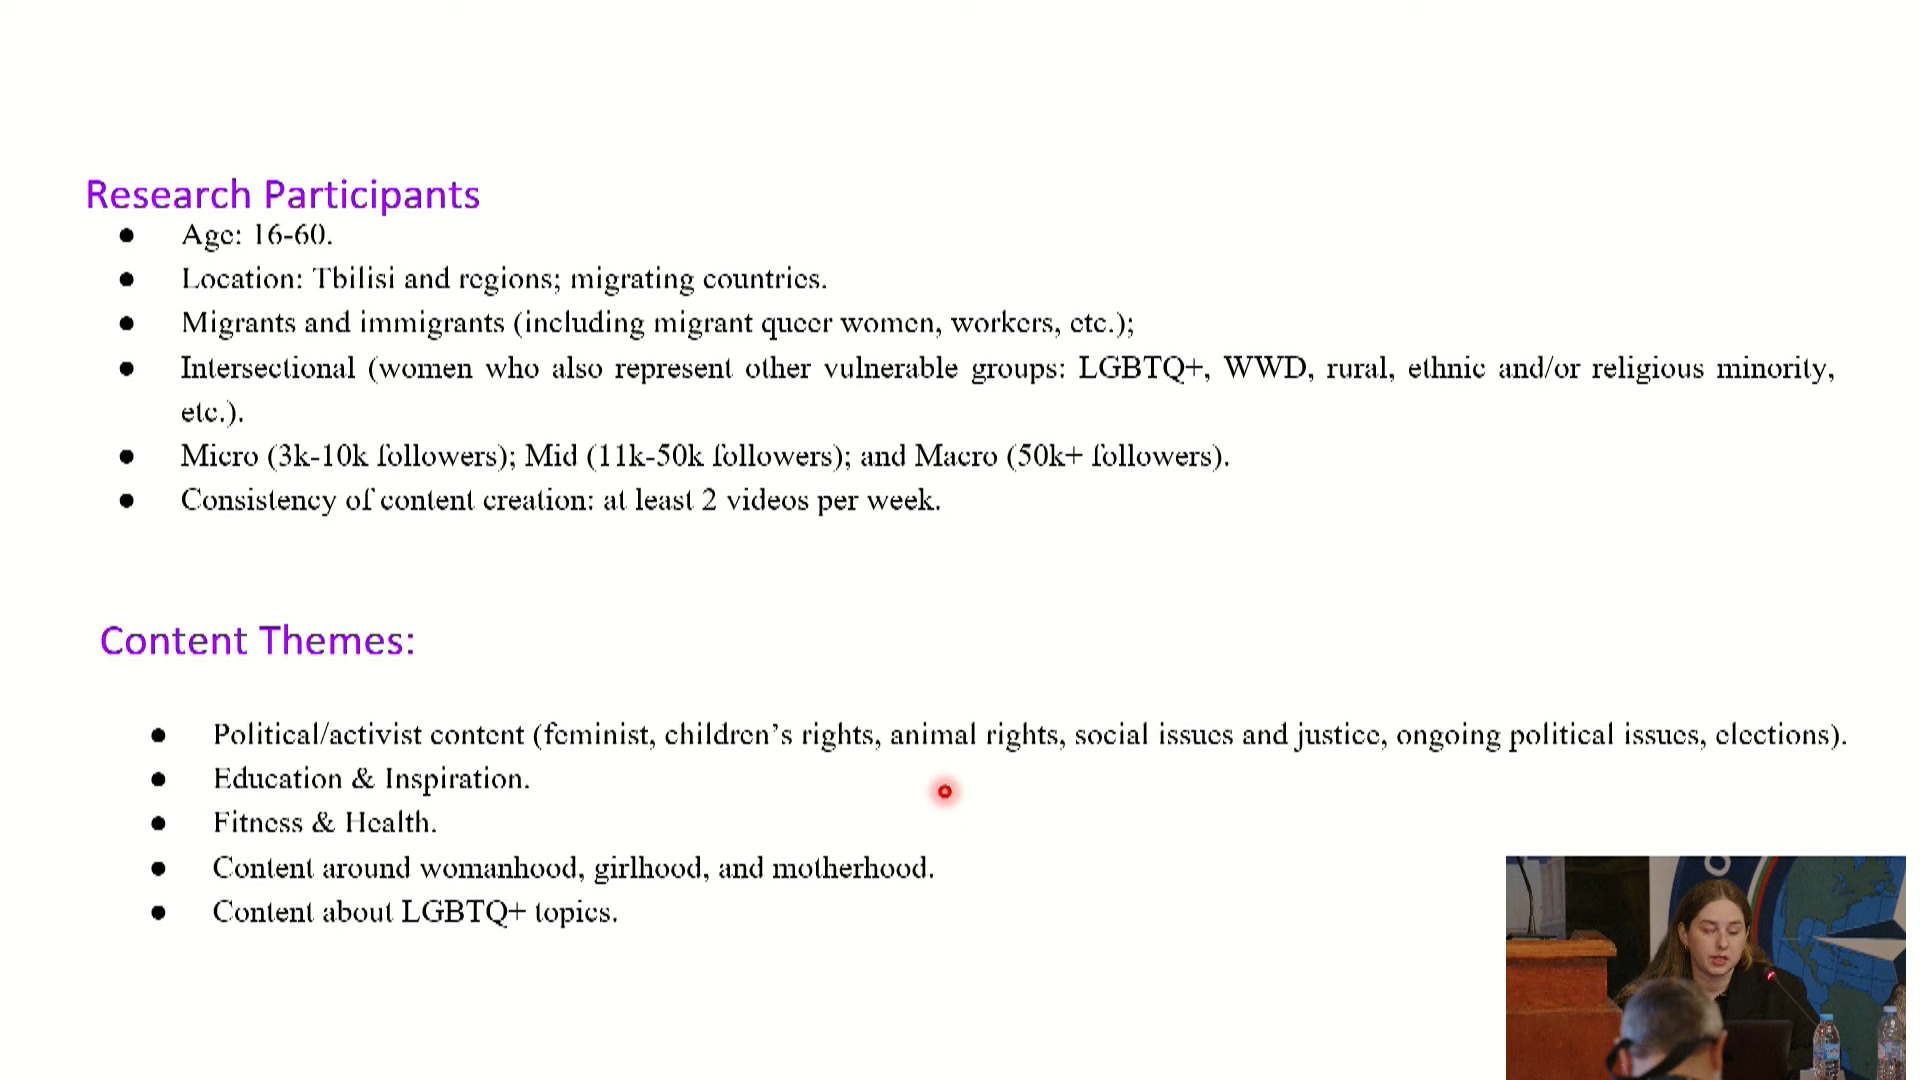 Research Participants
● Age: 16-60.
● Location: Tbilisi and regions; migrating countries.
● Migrants and immigrants (including migrant queer women, workers, etc.);
● Intersectional (women who also represent other vulnerable groups: LGBTQ+, WWD, rural, ethnic and/or religious minority,
etc.).
● Micro (3k-10k followers); Mid (11k-50k followers); and Macro (50k+ followers).
● Consistency of content creation: at least 2 videos per week.
Content Themes:
● Political/activist content (feminist, children’s rights, animal rights, social issues and justice, ongoing political issues, elections).
● Education & Inspiration.
● Fitness & Health.
● Content around womanhood, girlhood, and motherhood.
● Content about LGBTQ+ topics.